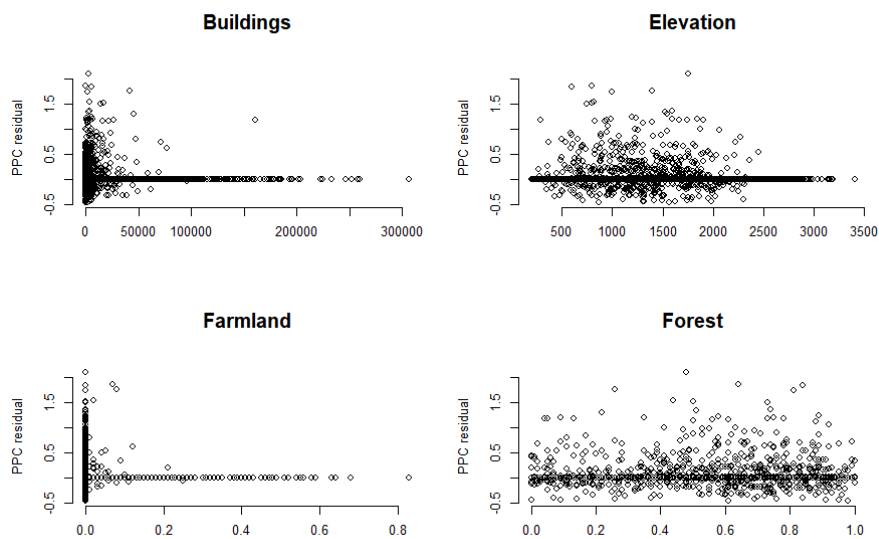 Buildings
PPC residual
-0.5 0.5 1.5
0 50000 100000 200000 300000
Elevation
PPC residual
-0.5 0.5 1.5
500 1000 1500 2000 2500 3000 3500
Farmland
PPC residual
-0.5 0.5 1.5
0.0 0.2 0.4 0.6 0.8
Forest
PPC residual
-0.5 0.5 1.5
0.0 0.2 0.4 0.6 0.8 1.0